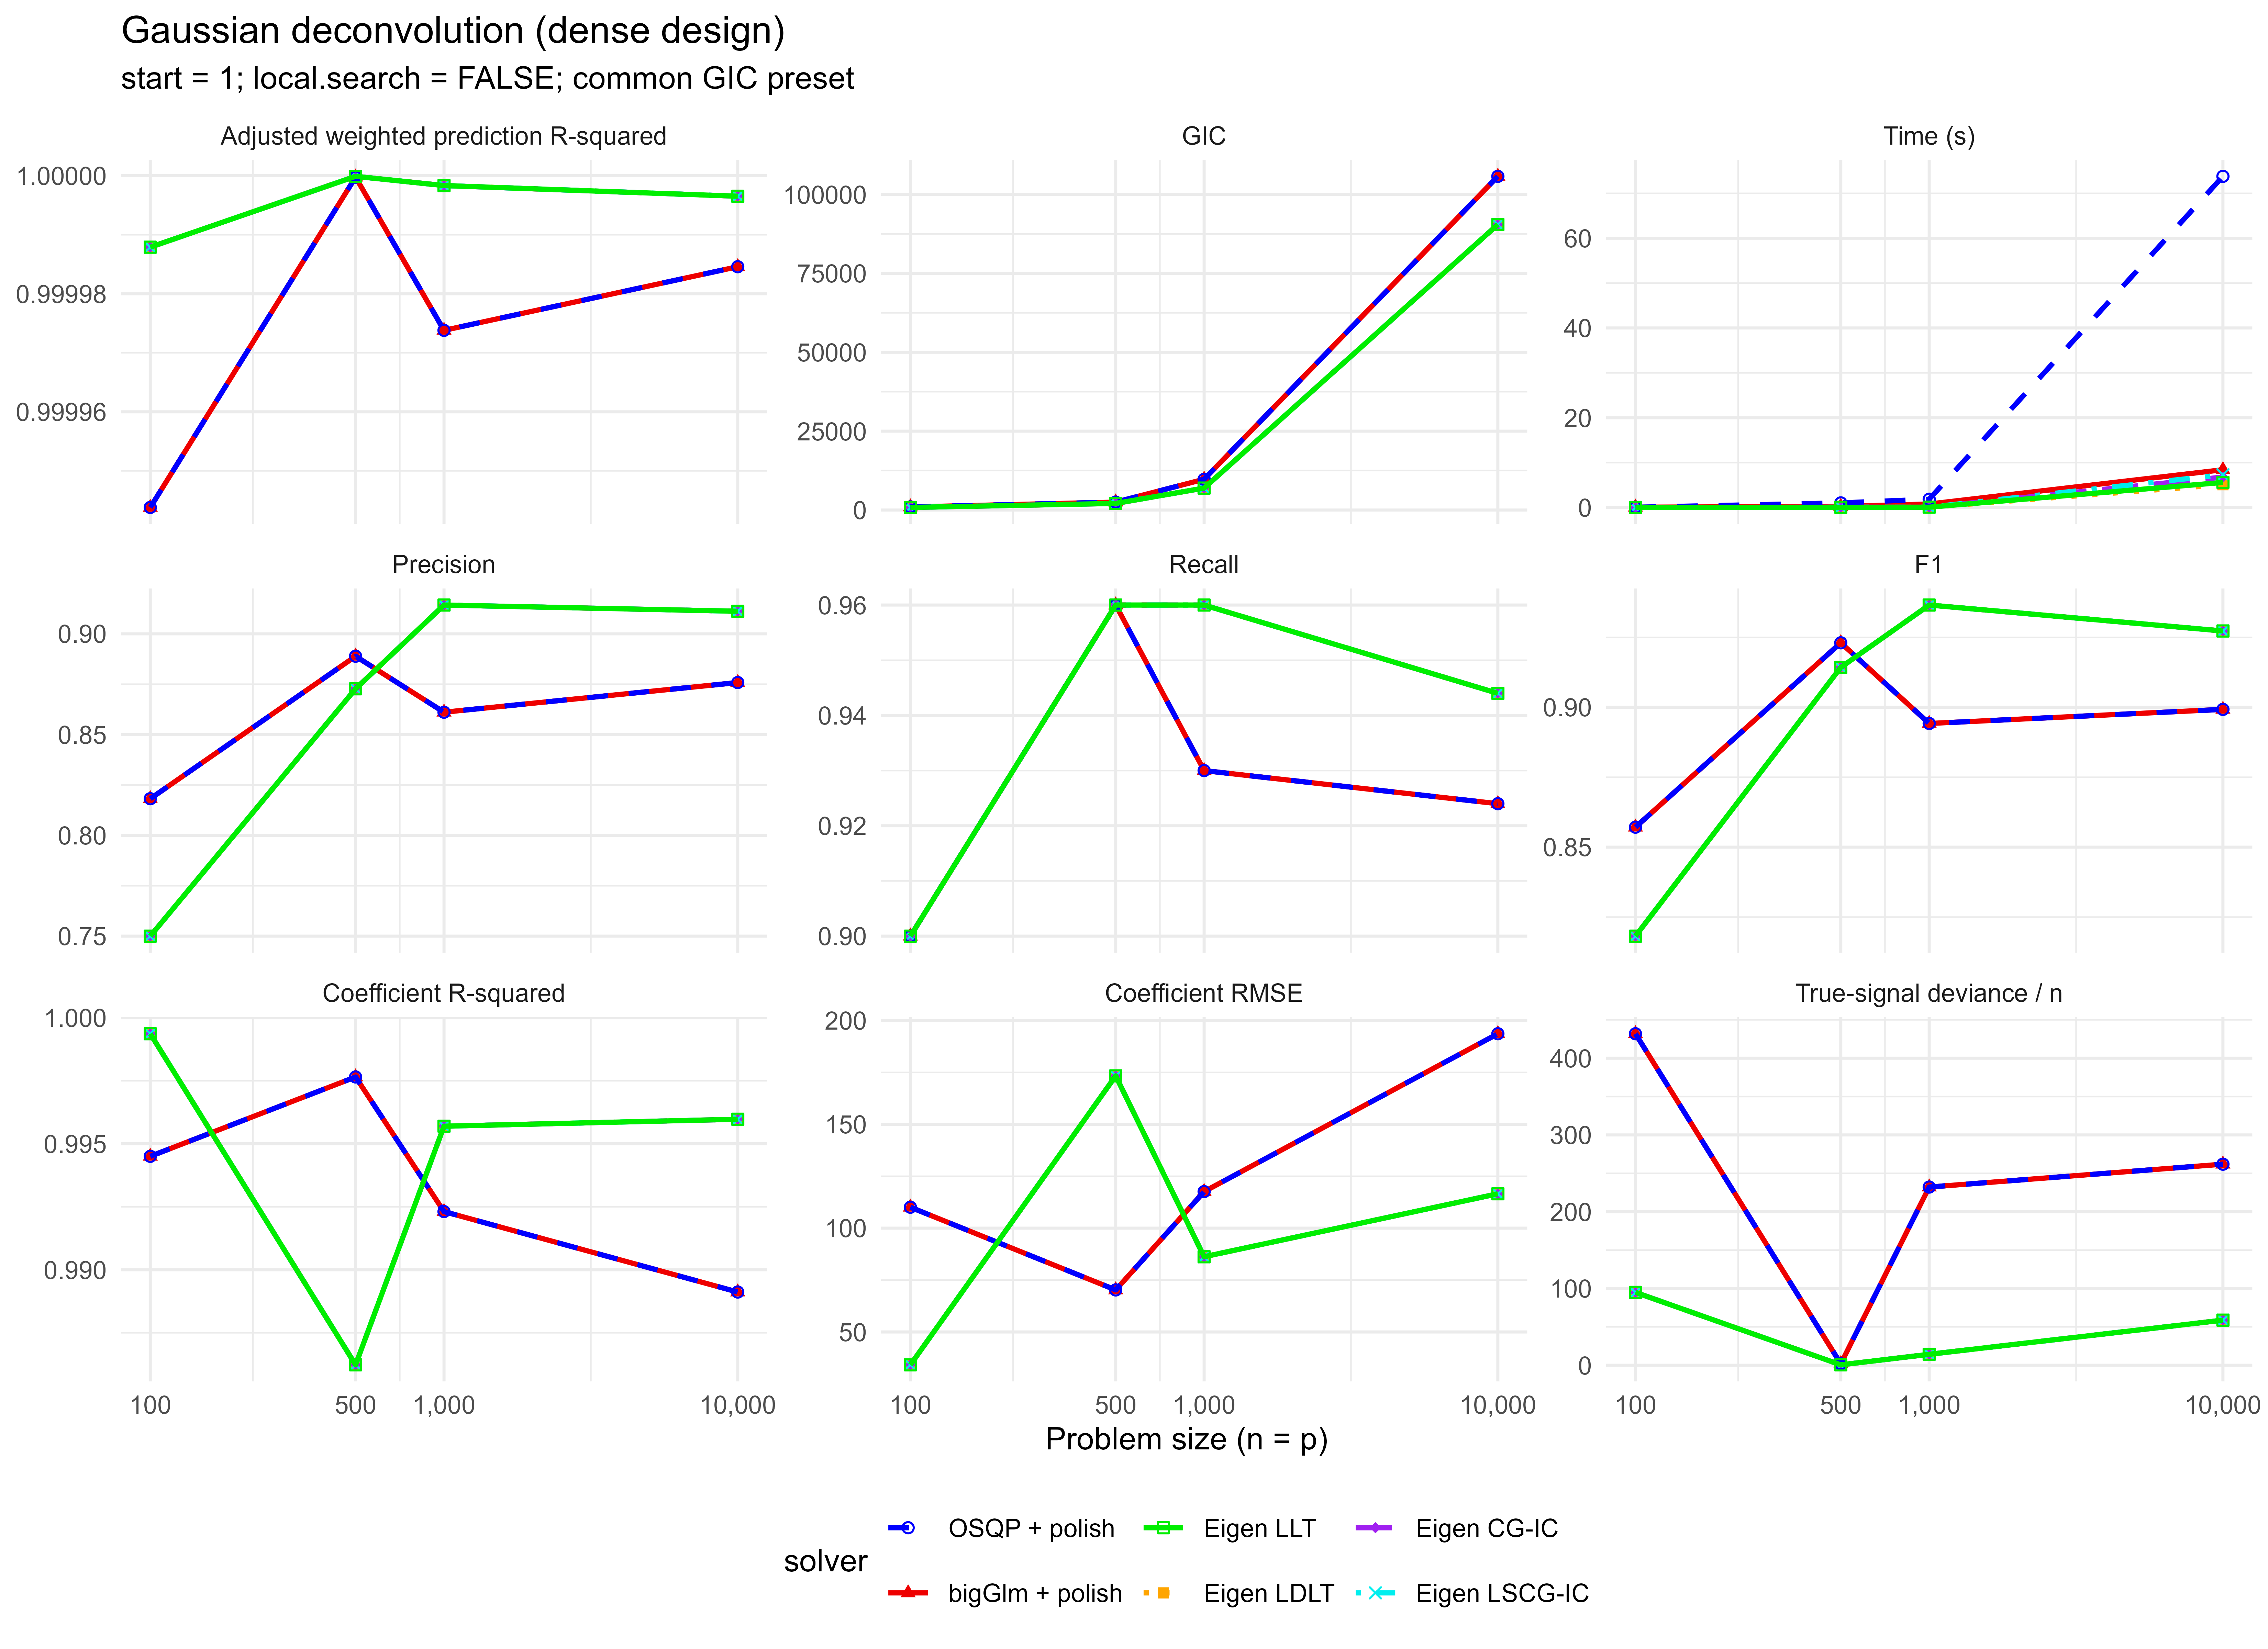 Gaussian deconvolution (dense design)
start = 1; local.search = FALSE; common GIC preset
Adjusted weighted prediction R-squared
1.00000
0.99998
0.99996
GIC
100000
75000
50000
25000
0
Time (s)
60
40
20
0
Precision
0.90
0.85
0.80
0.75
Recall
0.96
0.94
0.92
0.90
F1
0.90
0.85
Coefficient R-squared
1.000
0.995
0.990
100 500 1,000 10,000
Coefficient RMSE
200
150
100
50
100 500 1,000 10,000
True-signal deviance / n
400
300
200
100
0
100 500 1,000 10,000
Problem size (n = p)
solver
OSQP + polish Eigen LLT Eigen CG-IC
bigGlm + polish Eigen LDLT Eigen LSCG-IC